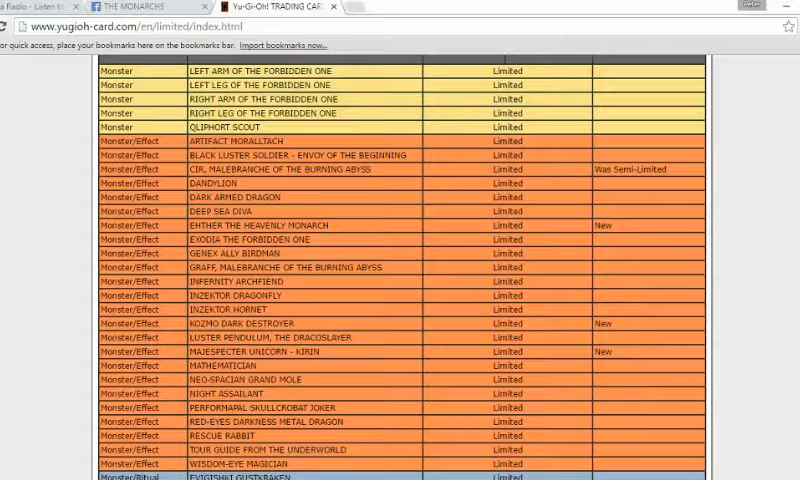 a Radio - Listen to THE MONARCHS Yu-Gi-Oh! TRADING CAR Peter
www.yugioh-card.com/en/limited/index.html
or quick access, place your bookmarks here on the bookmarks bar. Import bookmarks now...
Monster LEFT ARM OF THE FORBIDDEN ONE Limited
Monster LEFT LEG OF THE FORBIDDEN ONE Limited
Monster RIGHT ARM OF THE FORBIDDEN ONE Limited
Monster RIGHT LEG OF THE FORBIDDEN ONE Limited
Monster QLIPHORT SCOUT Limited
Monster/Effect ARTIFACT MORALLTACH Limited
Monster/Effect BLACK LUSTER SOLDIER - ENVOY OF THE BEGINNING Limited
Monster/Effect CIR, MALEBRANCHE OF THE BURNING ABYSS Limited Was Semi-Limited
Monster/Effect DANDYLION Limited
Monster/Effect DARK ARMED DRAGON Limited
Monster/Effect DEEP SEA DIVA Limited
Monster/Effect EHTHER THE HEAVENLY MONARCH Limited New
Monster/Effect EXODIA THE FORBIDDEN ONE Limited
Monster/Effect GENEX ALLY BIRDMAN Limited
Monster/Effect GRAFF, MALEBRANCHE OF THE BURNING ABYSS Limited
Monster/Effect INFERNITY ARCHFIEND Limited
Monster/Effect INZEKTOR DRAGONFLY Limited
Monster/Effect INZEKTOR HORNET Limited
Monster/Effect KOZMO DARK DESTROYER Limited New
Monster/Effect LUSTER PENDULUM, THE DRACOSLAYER Limited
Monster/Effect MAJESPECTER UNICORN - KIRIN Limited New
Monster/Effect MATHEMATICIAN Limited
Monster/Effect NEO-SPACIAN GRAND MOLE Limited
Monster/Effect NIGHT ASSAILANT Limited
Monster/Effect PERFORMAPAL SKULLCROBAT JOKER Limited
Monster/Effect RED-EYES DARKNESS METAL DRAGON Limited
Monster/Effect RESCUE RABBIT Limited
Monster/Effect TOUR GUIDE FROM THE UNDERWORLD Limited
Monster/Effect WISDOM-EYE MAGICIAN Limited
Monster/Ritual EVIGISHKI GUSTKRAKEN Limited